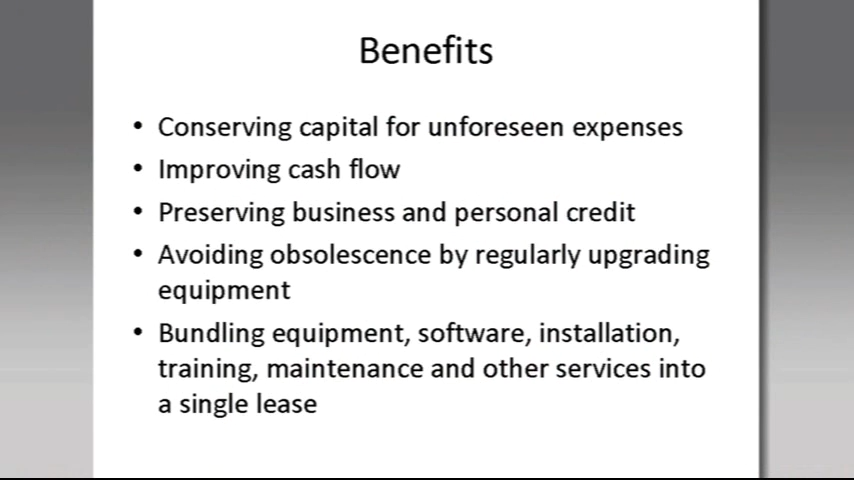 Benefits
• Conserving capital for unforeseen expenses
• Improving cash flow
• Preserving business and personal credit
• Avoiding obsolescence by regularly upgrading
equipment
• Bundling equipment, software, installation,
training, maintenance and other services into
a single lease